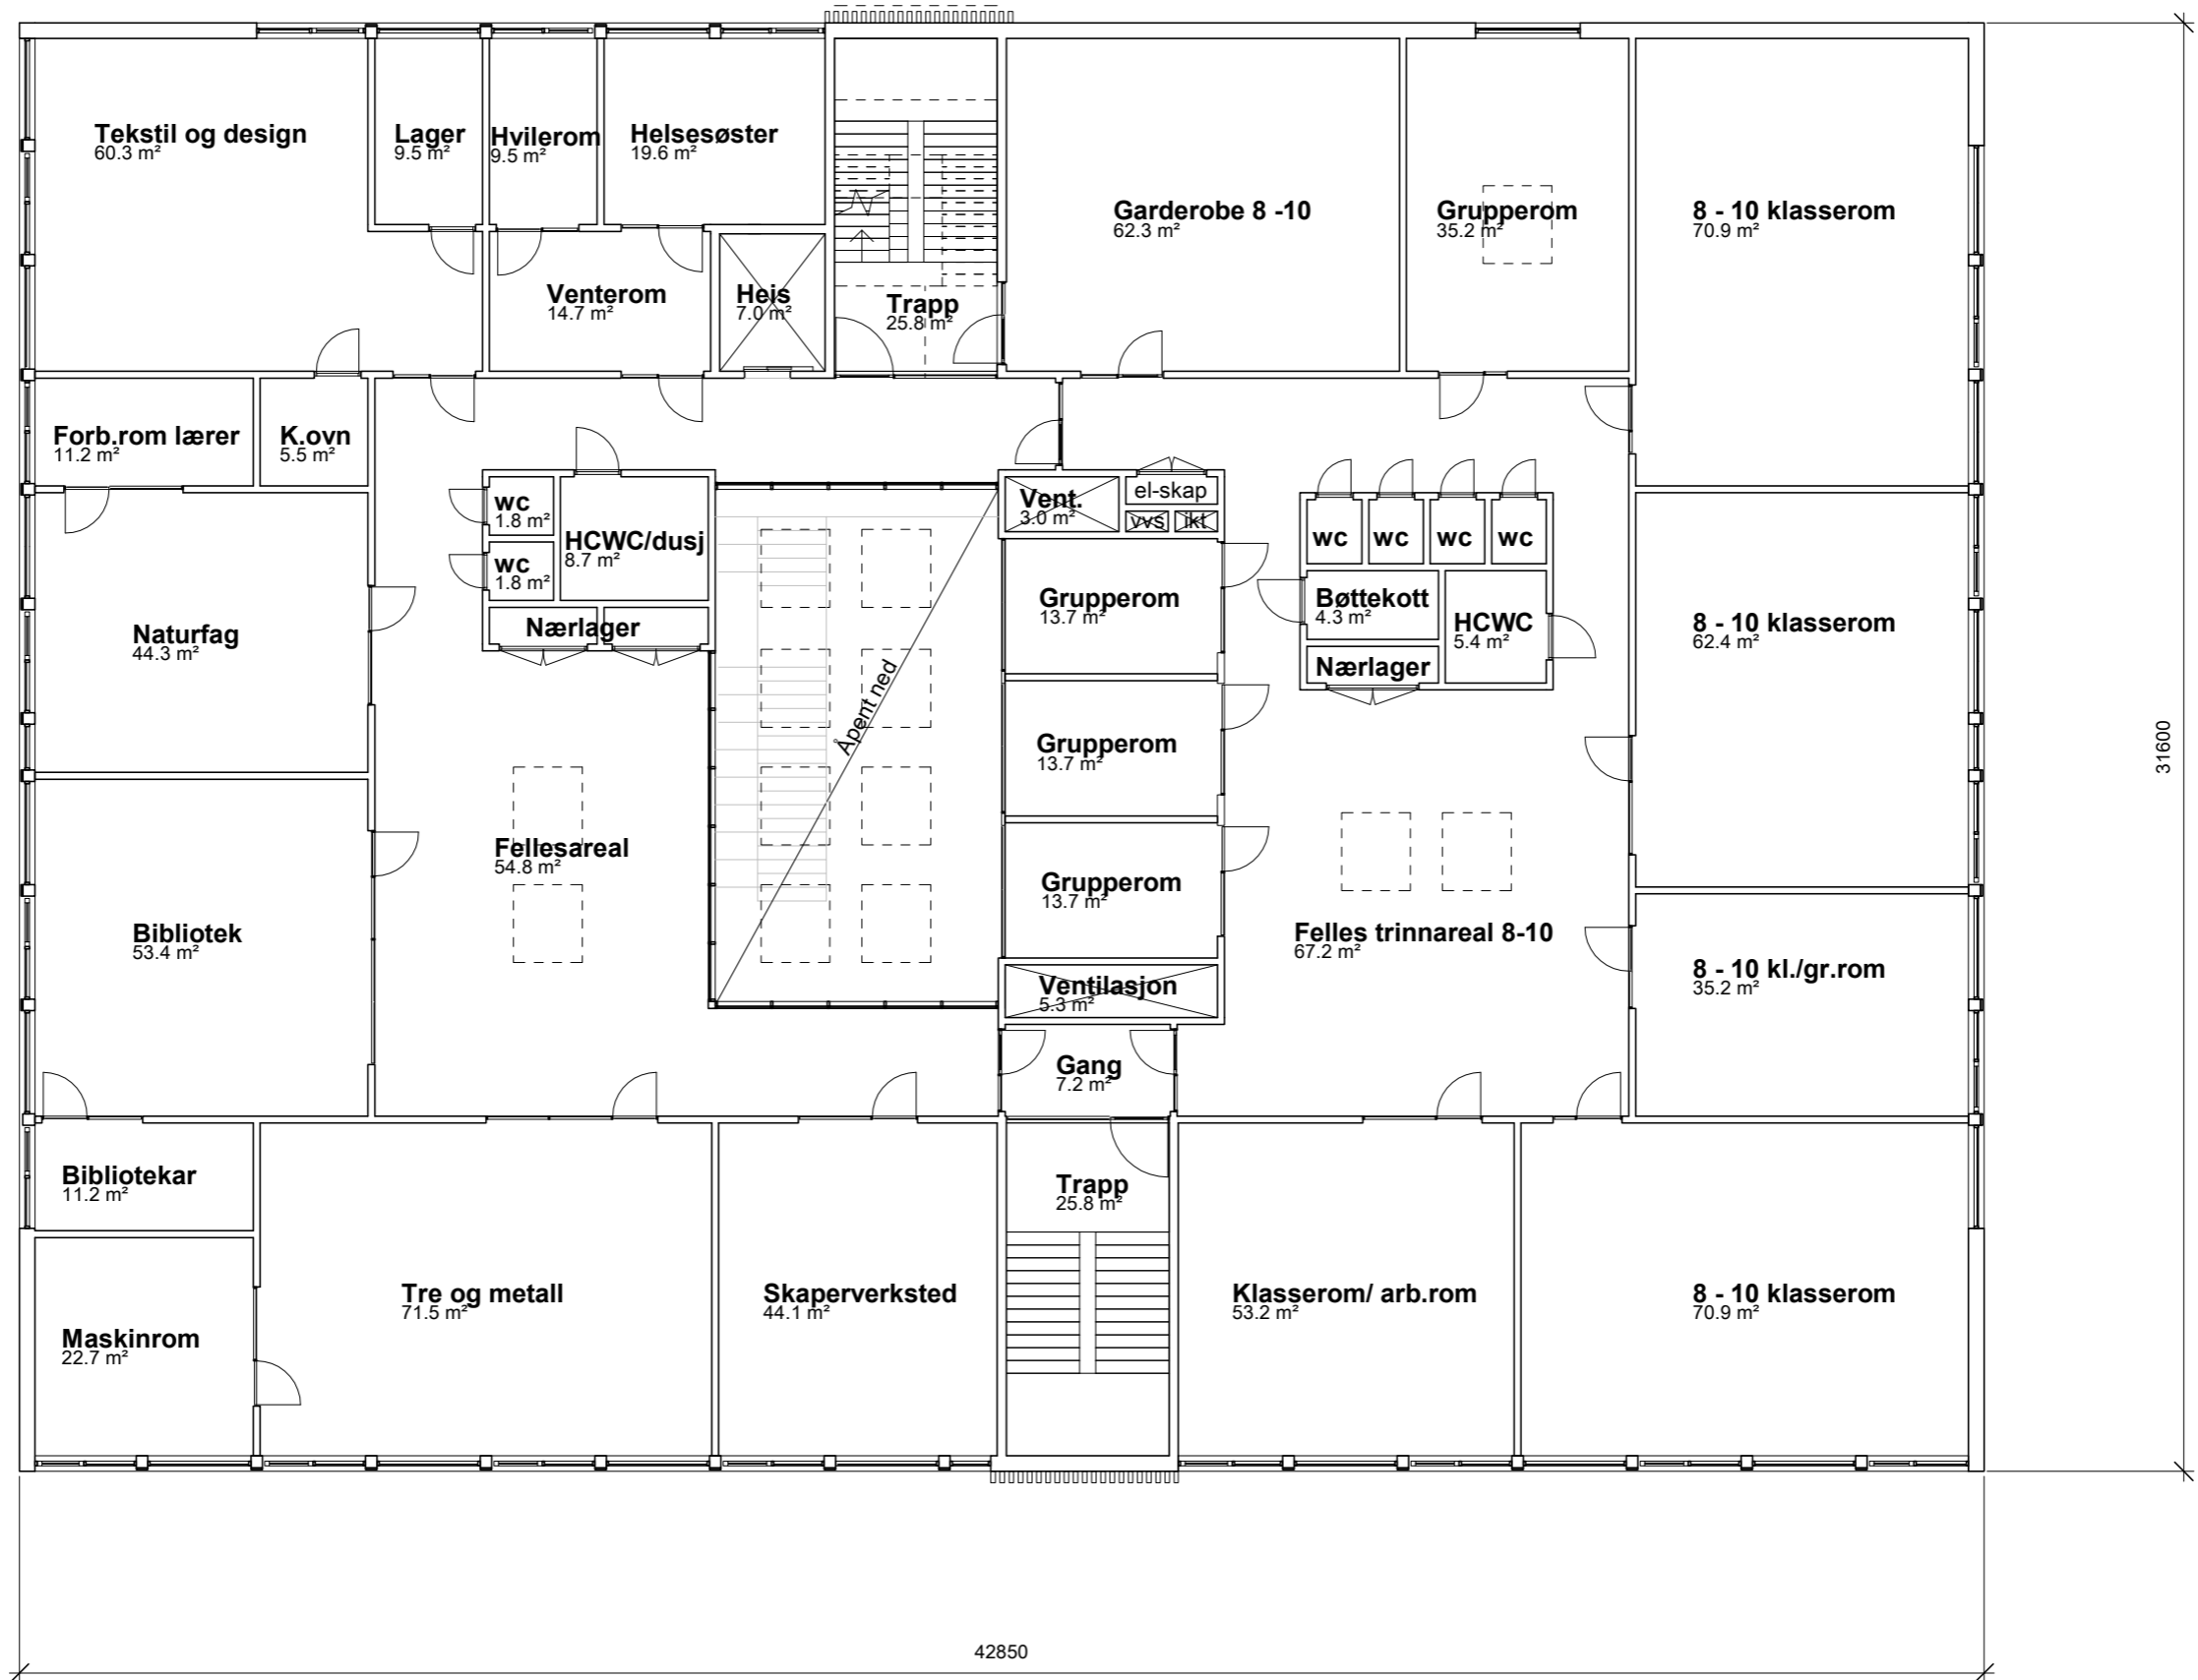 Tekstil og design
60.3 m²
Lager
9.5 m²
Hvilerom
9.5 m²
Helsesøster
19.6 m²
Garderobe 8 -10
62.3 m²
Grupperom
35.2 m²
8 - 10 klasserom
70.9 m²
Venterom
14.7 m²
Heis
7.0 m²
Trapp
25.8 m²
Forb.rom lærer
11.2 m²
K.ovn
5.5 m²
wc
1.8 m²
HCWC/dusj
8.7 m²
wc
1.8 m²
Nærlager
Vent.
3.0 m²
el-skap
vvs
ikt
wc
wc
wc
wc
Grupperom
13.7 m²
Bøttekott
4.3 m²
HCWC
5.4 m²
Nærlager
8 - 10 klasserom
62.4 m²
Naturfag
44.3 m²
Åpent ned
Grupperom
13.7 m²
31600
Fellesareal
54.8 m²
Grupperom
13.7 m²
Bibliotek
53.4 m²
Felles trinnareal 8-10
67.2 m²
8 - 10 kl./gr.rom
35.2 m²
Ventilasjon
5.3 m²
Gang
7.2 m²
Bibliotekar
11.2 m²
Trapp
25.8 m²
Tre og metall
71.5 m²
Skaperverksted
44.1 m²
Klasserom/ arb.rom
53.2 m²
8 - 10 klasserom
70.9 m²
Maskinrom
22.7 m²
42850